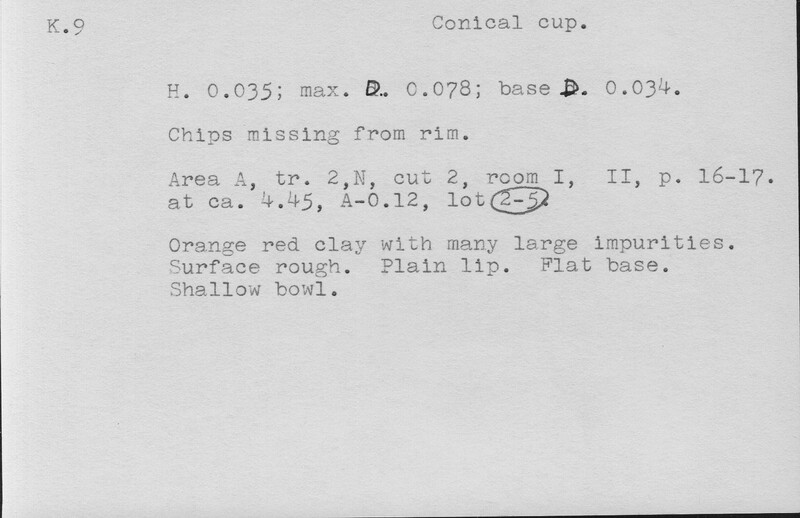 K.9 Conical cup.
H. 0.035; max. D. 0.078; base D. 0.034.
Chips missing from rim.
Area A, tr. 2,N, cut 2, room I, II, p. 16-17.
at ca. 4.45, A-0.12, lot 2-5.
Orange red clay with many large impurities.
Surface rough. Plain lip. Flat base.
Shallow bowl.